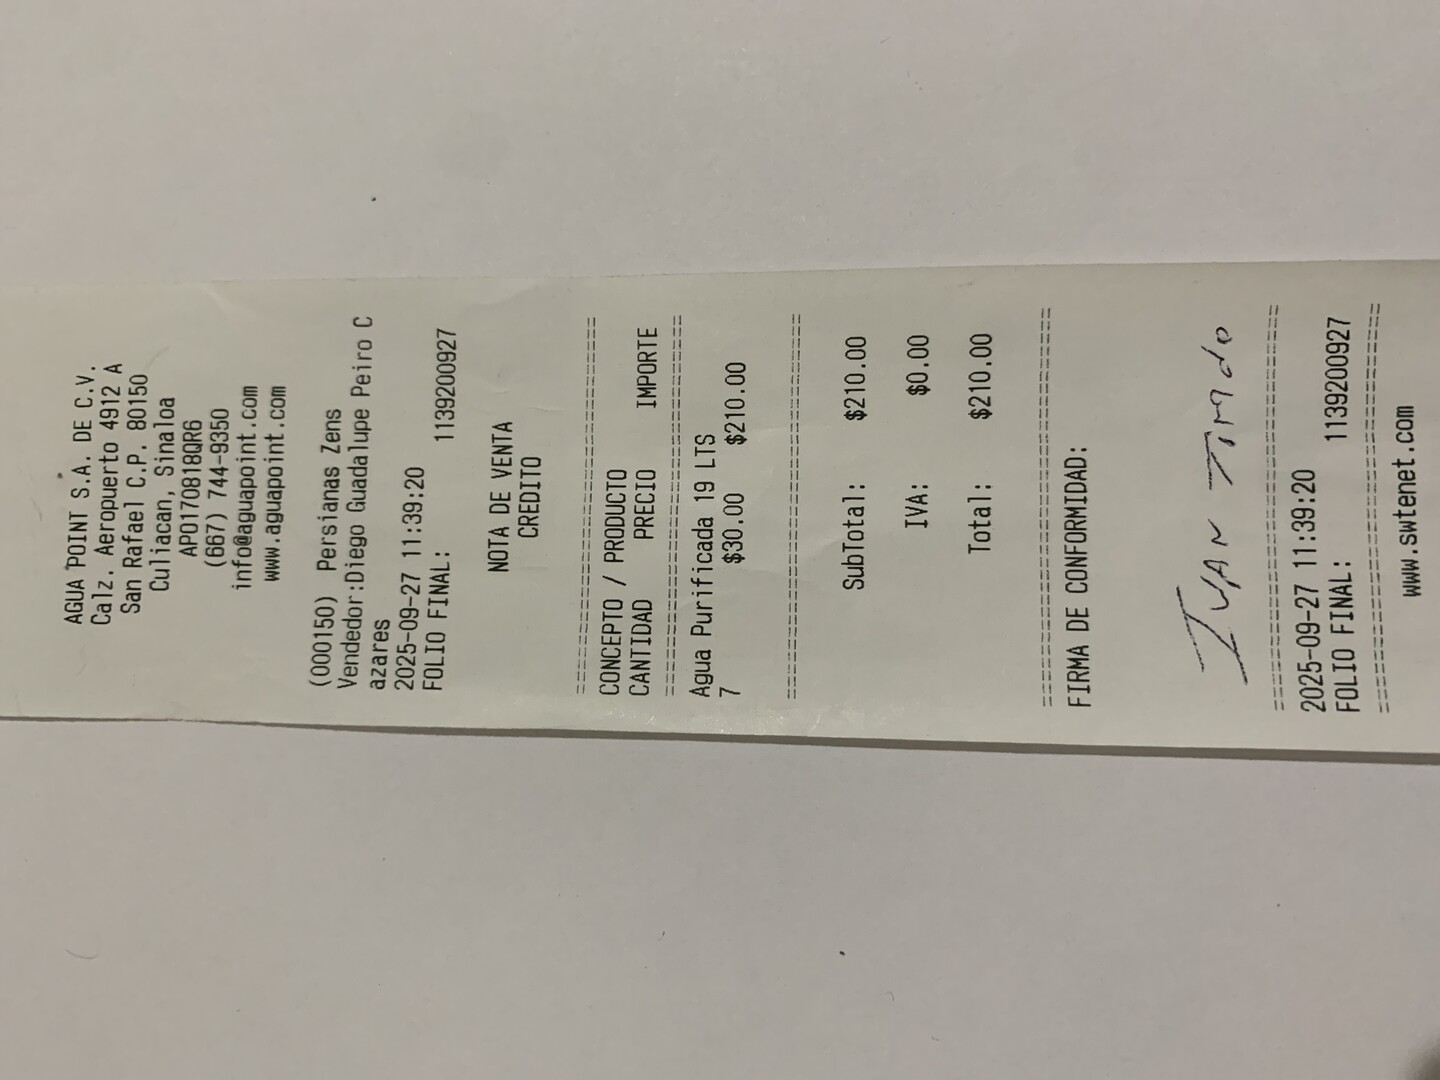 AGUA POINT S.A. DE C.V.
Calz. Aeropuerto 4912 A
San Rafael C.P. 80150
Culiacan, Sinaloa
APO170818QR6
(667) 744-9350
info@aguapoint.com
www.aguapoint.com
(000150) Persianas Zens
Vendedor:Diego Guadalupe Peiro C
azares
2025-09-27 11:39:20
FOLIO FINAL: 1139200927
NOTA DE VENTA
CREDITO
================================
CONCEPTO / PRODUCTO
CANTIDAD PRECIO IMPORTE
================================
Agua Purificada 19 LTS
7 $30.00 $210.00
================================
SubTotal: $210.00
IVA: $0.00
Total: $210.00
================================
FIRMA DE CONFORMIDAD:
IVAN
================================
2025-09-27 11:39:20
FOLIO FINAL: 1139200927
================================
www.swtenet.com